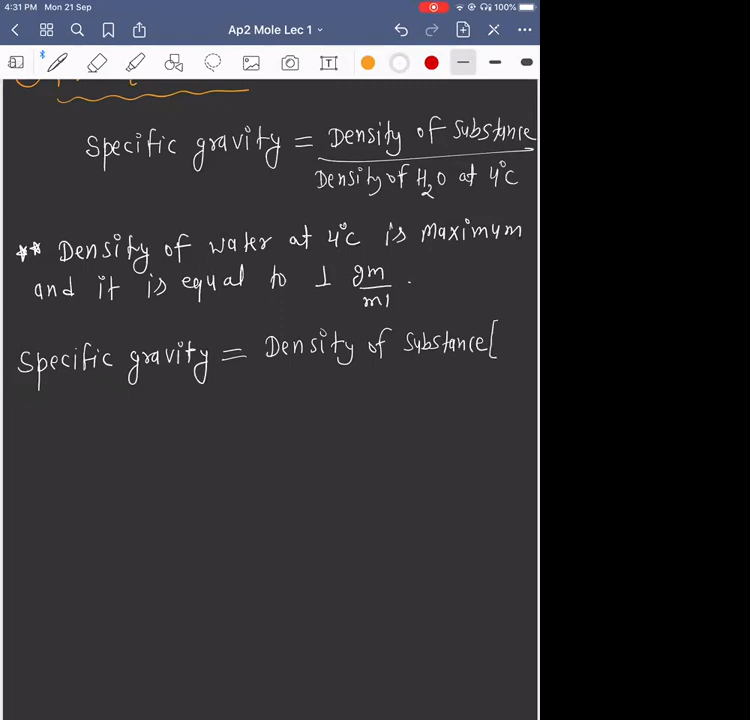 4:31 PM Mon 21 Sep
100%
Ap2 Mole Lec 1
Specific gravity = Density of substance
Density of H₂O at 4°C
** Density of water at 4°C is maximum
and it is equal to 1 gm
ml .
Specific gravity = Density of substance[